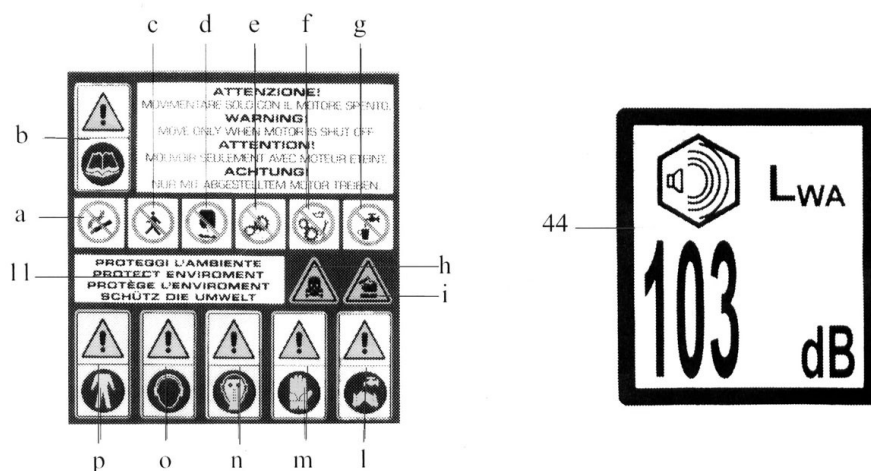 c d e f g
b
ATTENZIONE!
MOVIMENTARE SOLO CON IL MOTORE SPENTO.
WARNING!
MOVE ONLY WHEN MOTOR IS SHUT OFF
ATTENTION!
MOUVOIR SEULEMENT AVEC MOTEUR ETEINT.
ACHTUNG!
NUR MIT ABGESTELLTEM MOTOR TREIBEN.
a
11
PROTEGGI L'AMBIENTE
PROTECT ENVIROMENT
PROTÈGE L'ENVIROMENT
SCHÜTZ DIE UMWELT
h
i
p o n m l
44
LWA
103
dB